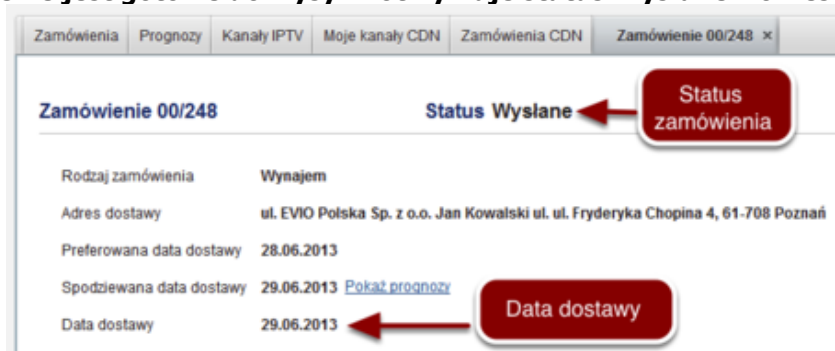 Zamówienia Prognozy Kanały IPTV Moje kanały CDN Zamówienia CDN Zamówienie 00/248 ×
Zamówienie 00/248 Status Wysłane
Status zamówienia
Rodzaj zamówienia Wynajem
Adres dostawy ul. EVIO Polska Sp. z o.o. Jan Kowalski ul. ul. Fryderyka Chopina 4, 61-708 Poznań
Preferowana data dostawy 28.06.2013
Spodziewana data dostawy 29.06.2013 Pokaż prognozy
Data dostawy 29.06.2013
Data dostawy